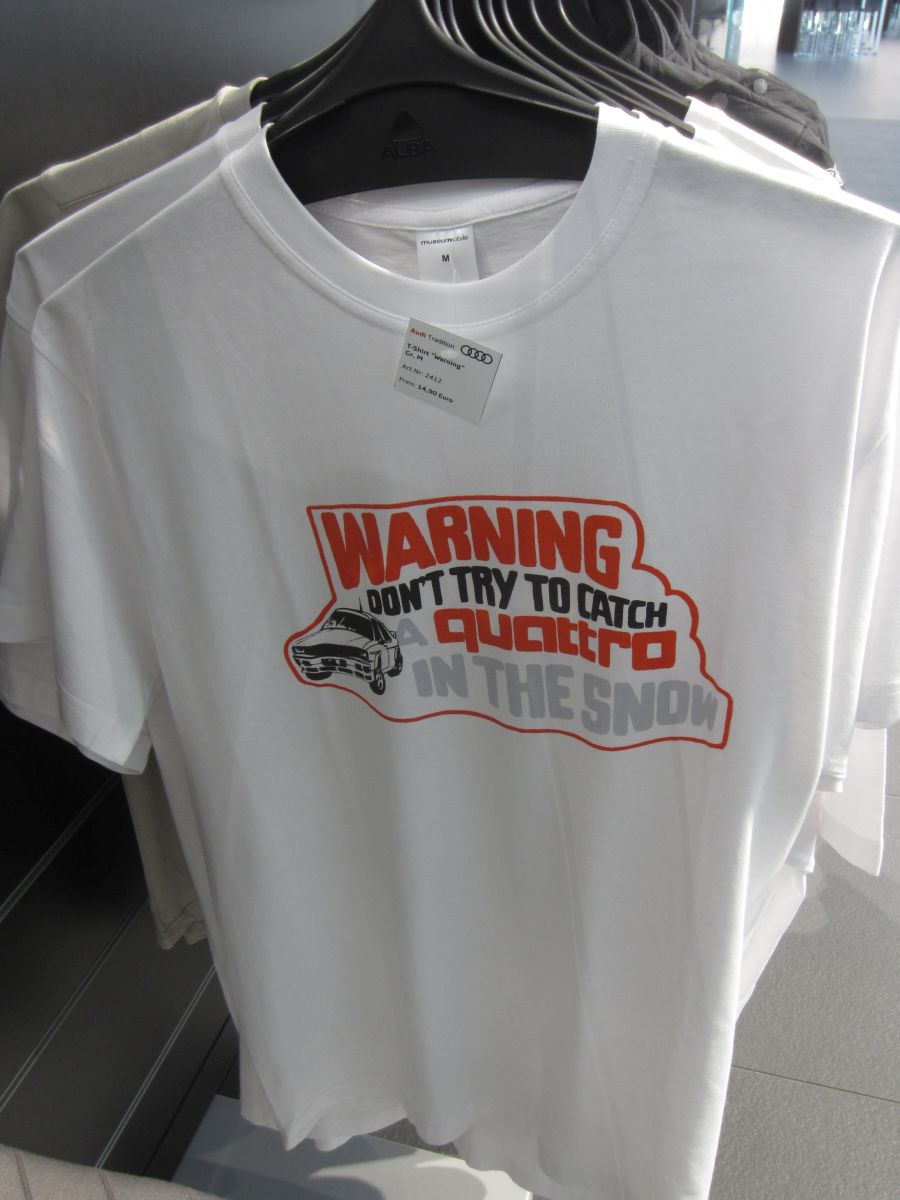 ALBA
museummobile
M
Audi Tradition
T-Shirt "warning"
Gr. M
Art.Nr: 2412
Preis: 14,90 Euro
WARNING
DON'T TRY TO CATCH
A quattro
IN THE SNOW